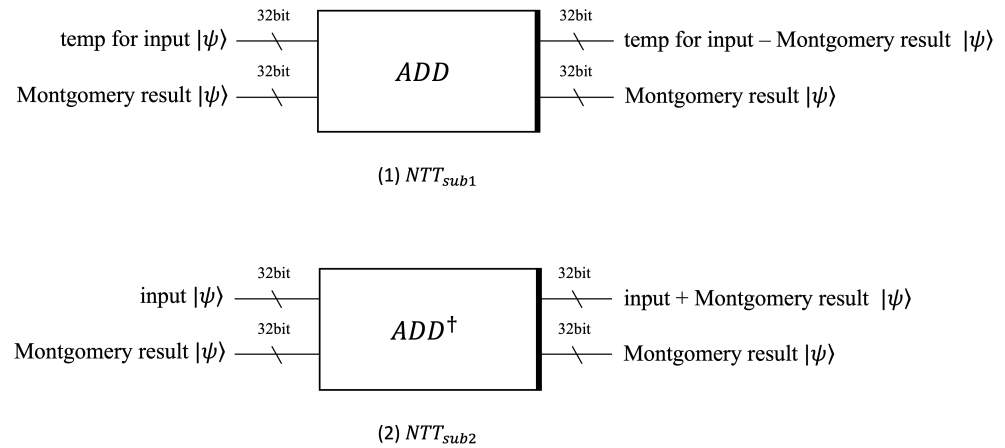 32bit 32bit
temp for input |ψ⟩ temp for input – Montgomery result |ψ⟩
32bit ADD 32bit
Montgomery result |ψ⟩ Montgomery result |ψ⟩
(1) NTT_sub1
32bit 32bit
input |ψ⟩ input + Montgomery result |ψ⟩
32bit ADD† 32bit
Montgomery result |ψ⟩ Montgomery result |ψ⟩
(2) NTT_sub2